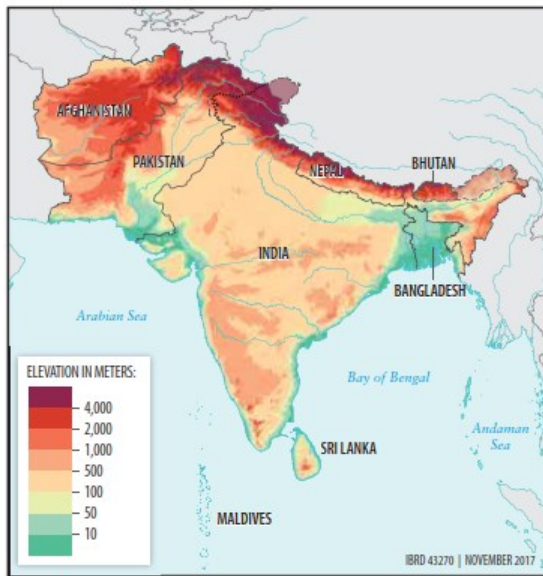 AFGHANISTAN
PAKISTAN
NEPAL
BHUTAN
INDIA
BANGLADESH
Arabian Sea
Bay of Bengal
Andaman
Sea
SRI LANKA
MALDIVES
ELEVATION IN METERS:
4,000
2,000
1,000
500
100
50
10
IBRD 43270 | NOVEMBER 2017